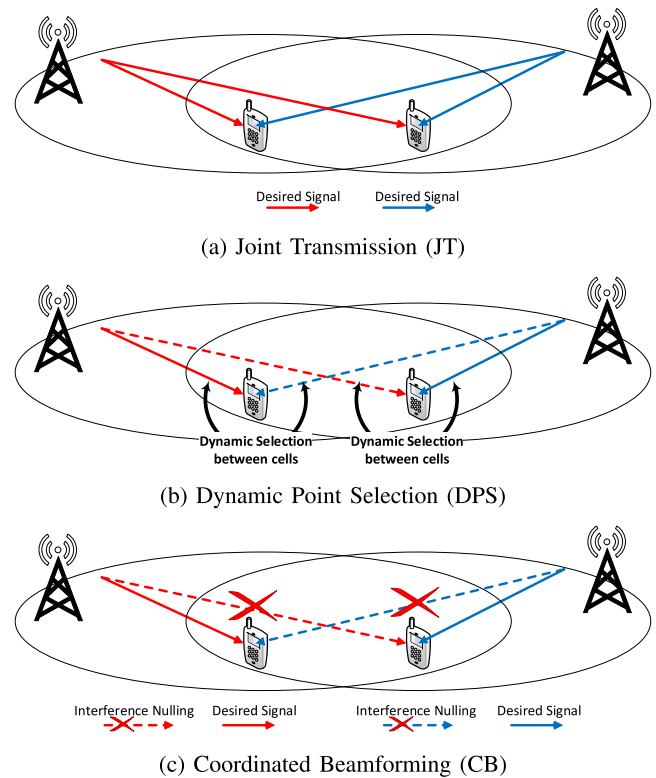 Desired Signal Desired Signal
(a) Joint Transmission (JT)
Dynamic Selection Dynamic Selection
between cells between cells
(b) Dynamic Point Selection (DPS)
Interference Nulling Desired Signal Interference Nulling Desired Signal
(c) Coordinated Beamforming (CB)